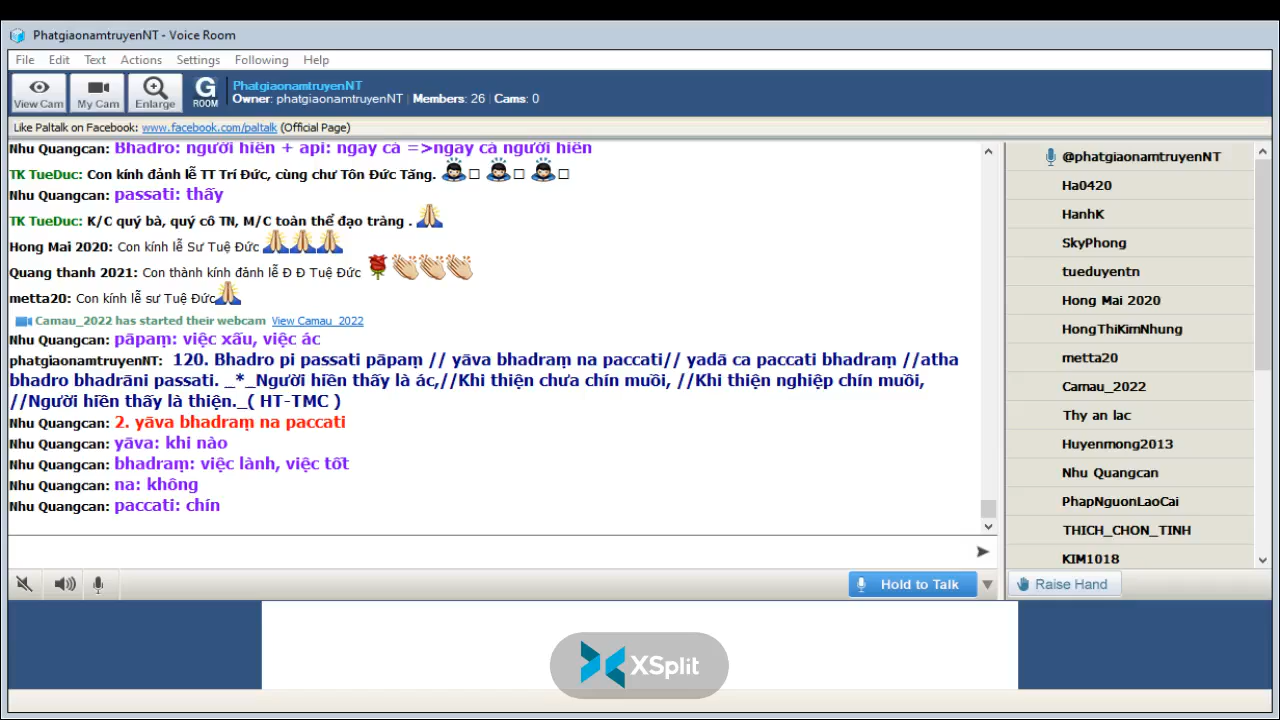 PhatgiaonamtruyenNT - Voice Room
File Edit Text Actions Settings Following Help
View Cam My Cam Enlarge G ROOM
PhatgiaonamtruyenNT
Owner: phatgiaonamtruyenNT | Members: 26 | Cams: 0
Like Paltalk on Facebook: www.facebook.com/paltalk (Official Page)
Nhu Quangcan: Bhadro: người hiền + api: ngay cả =>ngay cả người hiền
TK TueDuc: Con kính đảnh lễ TT Trí Đức, cùng chư Tôn Đức Tăng.
Nhu Quangcan: passati: thấy
TK TueDuc: K/C quý bà, quý cô TN, M/C toàn thể đạo tràng .
Hong Mai 2020: Con kính lễ Sư Tuệ Đức
Quang thanh 2021: Con thành kính đảnh lễ Đ Đ Tuệ Đức
metta20: Con kính lễ sư Tuệ Đức
Camau_2022 has started their webcam View Camau_2022
Nhu Quangcan: pāpaṃ: việc xấu, việc ác
phatgiaonamtruyenNT: 120. Bhadro pi passati pāpaṃ // yāva bhadraṃ na paccati// yadā ca paccati bhadraṃ //atha
bhadro bhadrāni passati. _*_Người hiền thấy là ác,//Khi thiện chưa chín muồi, //Khi thiện nghiệp chín muồi,
//Người hiền thấy là thiện._( HT-TMC )
Nhu Quangcan: 2. yāva bhadraṃ na paccati
Nhu Quangcan: yāva: khi nào
Nhu Quangcan: bhadraṃ: việc lành, việc tốt
Nhu Quangcan: na: không
Nhu Quangcan: paccati: chín
@phatgiaonamtruyenNT
Ha0420
HanhK
SkyPhong
tueduyentn
Hong Mai 2020
HongThiKimNhung
metta20
Camau_2022
Thy an lac
Huyenmong2013
Nhu Quangcan
PhapNguonLaoCai
THICH_CHON_TINH
KIM1018
Hold to Talk
Raise Hand
XSplit